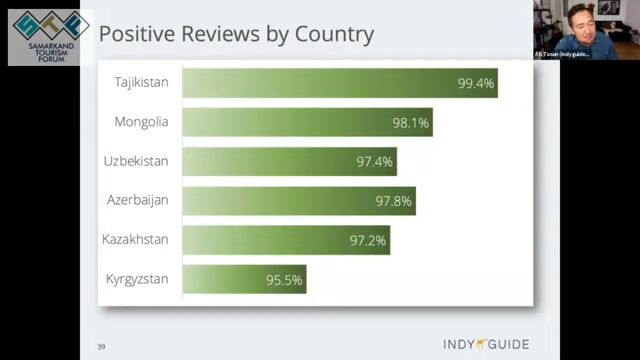 STF
SAMARKAND
TOURISM
FORUM
Positive Reviews by Country
Tajikistan 99.4%
Mongolia 98.1%
Uzbekistan 97.4%
Azerbaijan 97.8%
Kazakhstan 97.2%
Kyrgyzstan 95.5%
39
INDY GUIDE